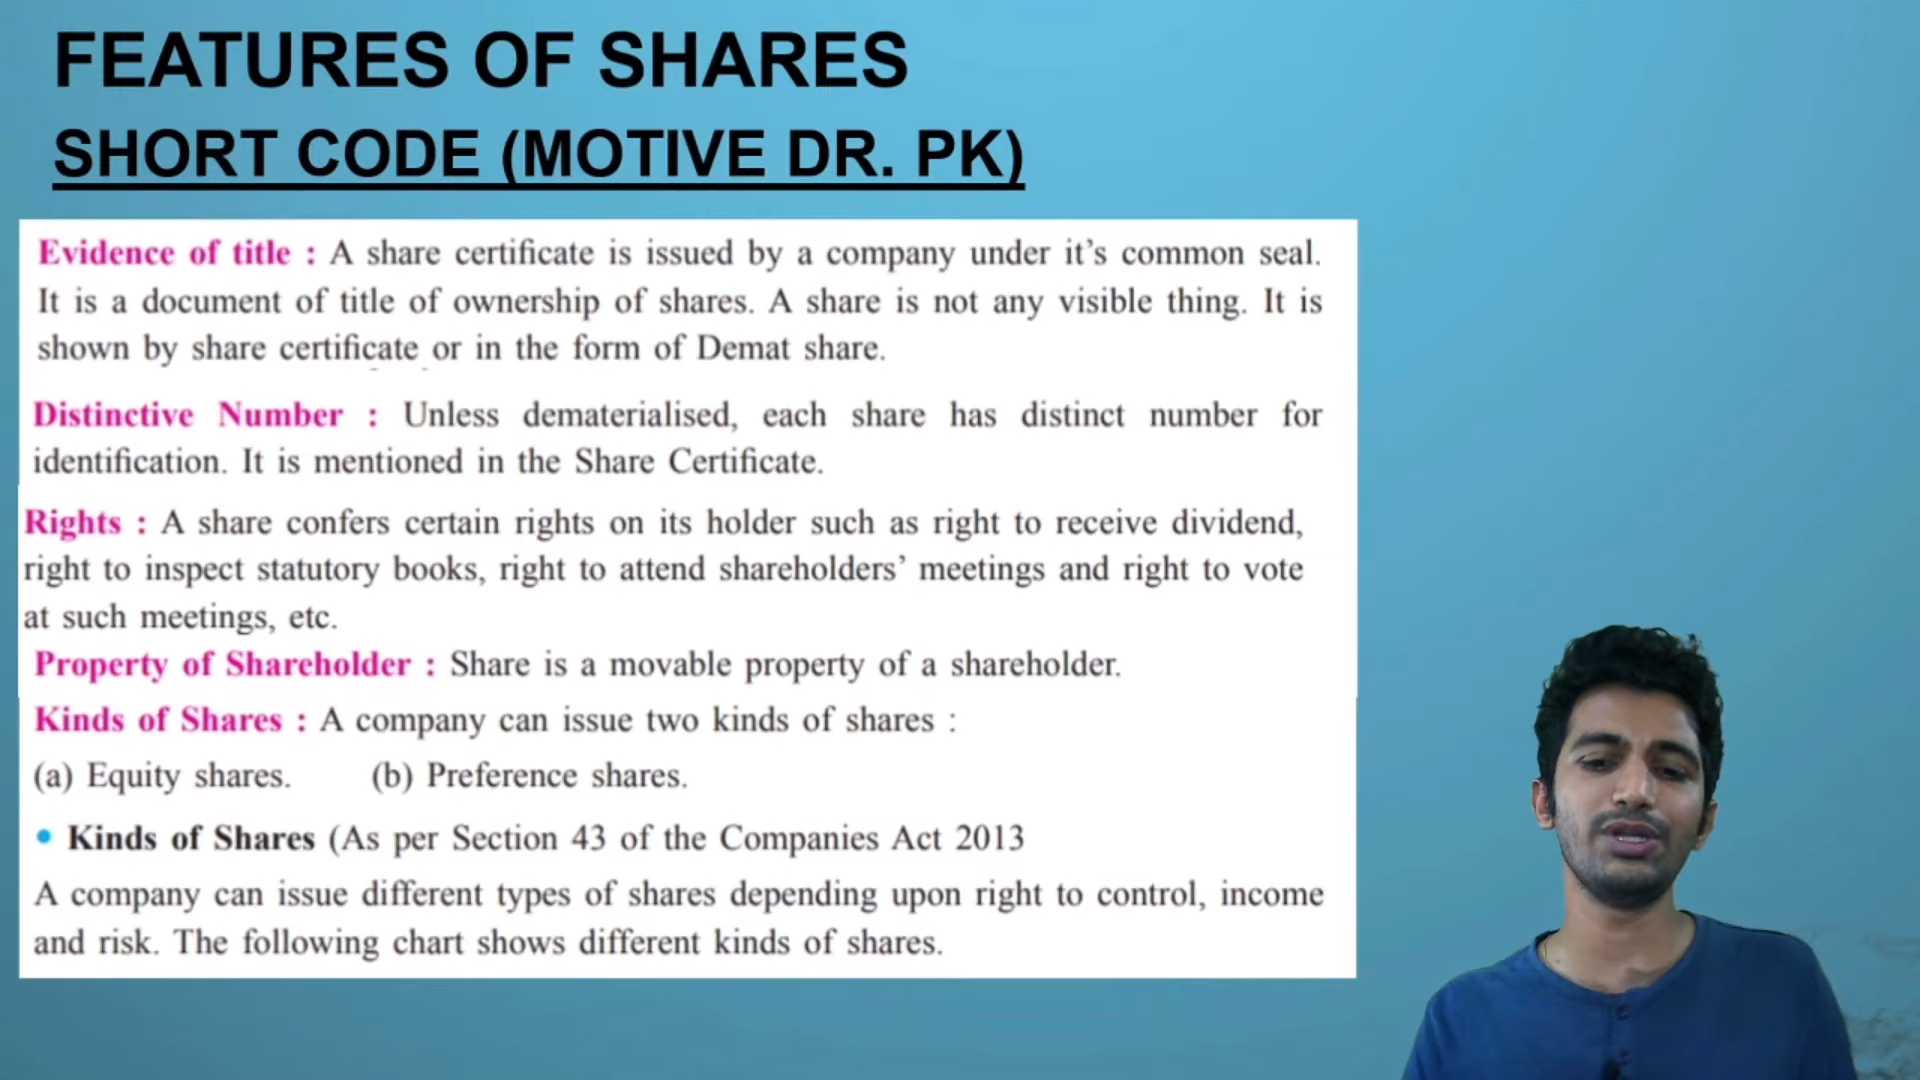 FEATURES OF SHARES
SHORT CODE (MOTIVE DR. PK)
Evidence of title : A share certificate is issued by a company under it’s common seal.
It is a document of title of ownership of shares. A share is not any visible thing. It is
shown by share certificate or in the form of Demat share.
Distinctive Number : Unless dematerialised, each share has distinct number for
identification. It is mentioned in the Share Certificate.
Rights : A share confers certain rights on its holder such as right to receive dividend,
right to inspect statutory books, right to attend shareholders’ meetings and right to vote
at such meetings, etc.
Property of Shareholder : Share is a movable property of a shareholder.
Kinds of Shares : A company can issue two kinds of shares :
(a) Equity shares. (b) Preference shares.
• Kinds of Shares (As per Section 43 of the Companies Act 2013
A company can issue different types of shares depending upon right to control, income
and risk. The following chart shows different kinds of shares.